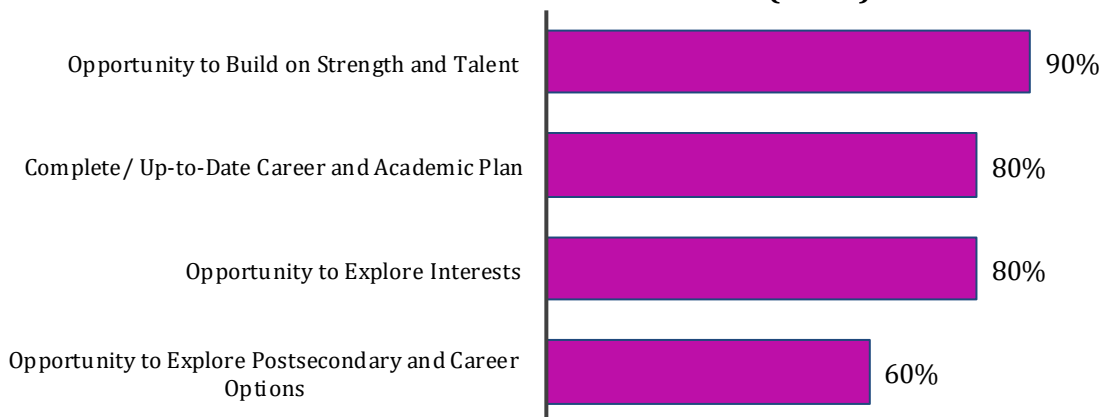 Opportunity to Build on Strength and Talent
90%
Complete/ Up-to-Date Career and Academic Plan
80%
Opportunity to Explore Interests
80%
Opportunity to Explore Postsecondary and Career
Options
60%